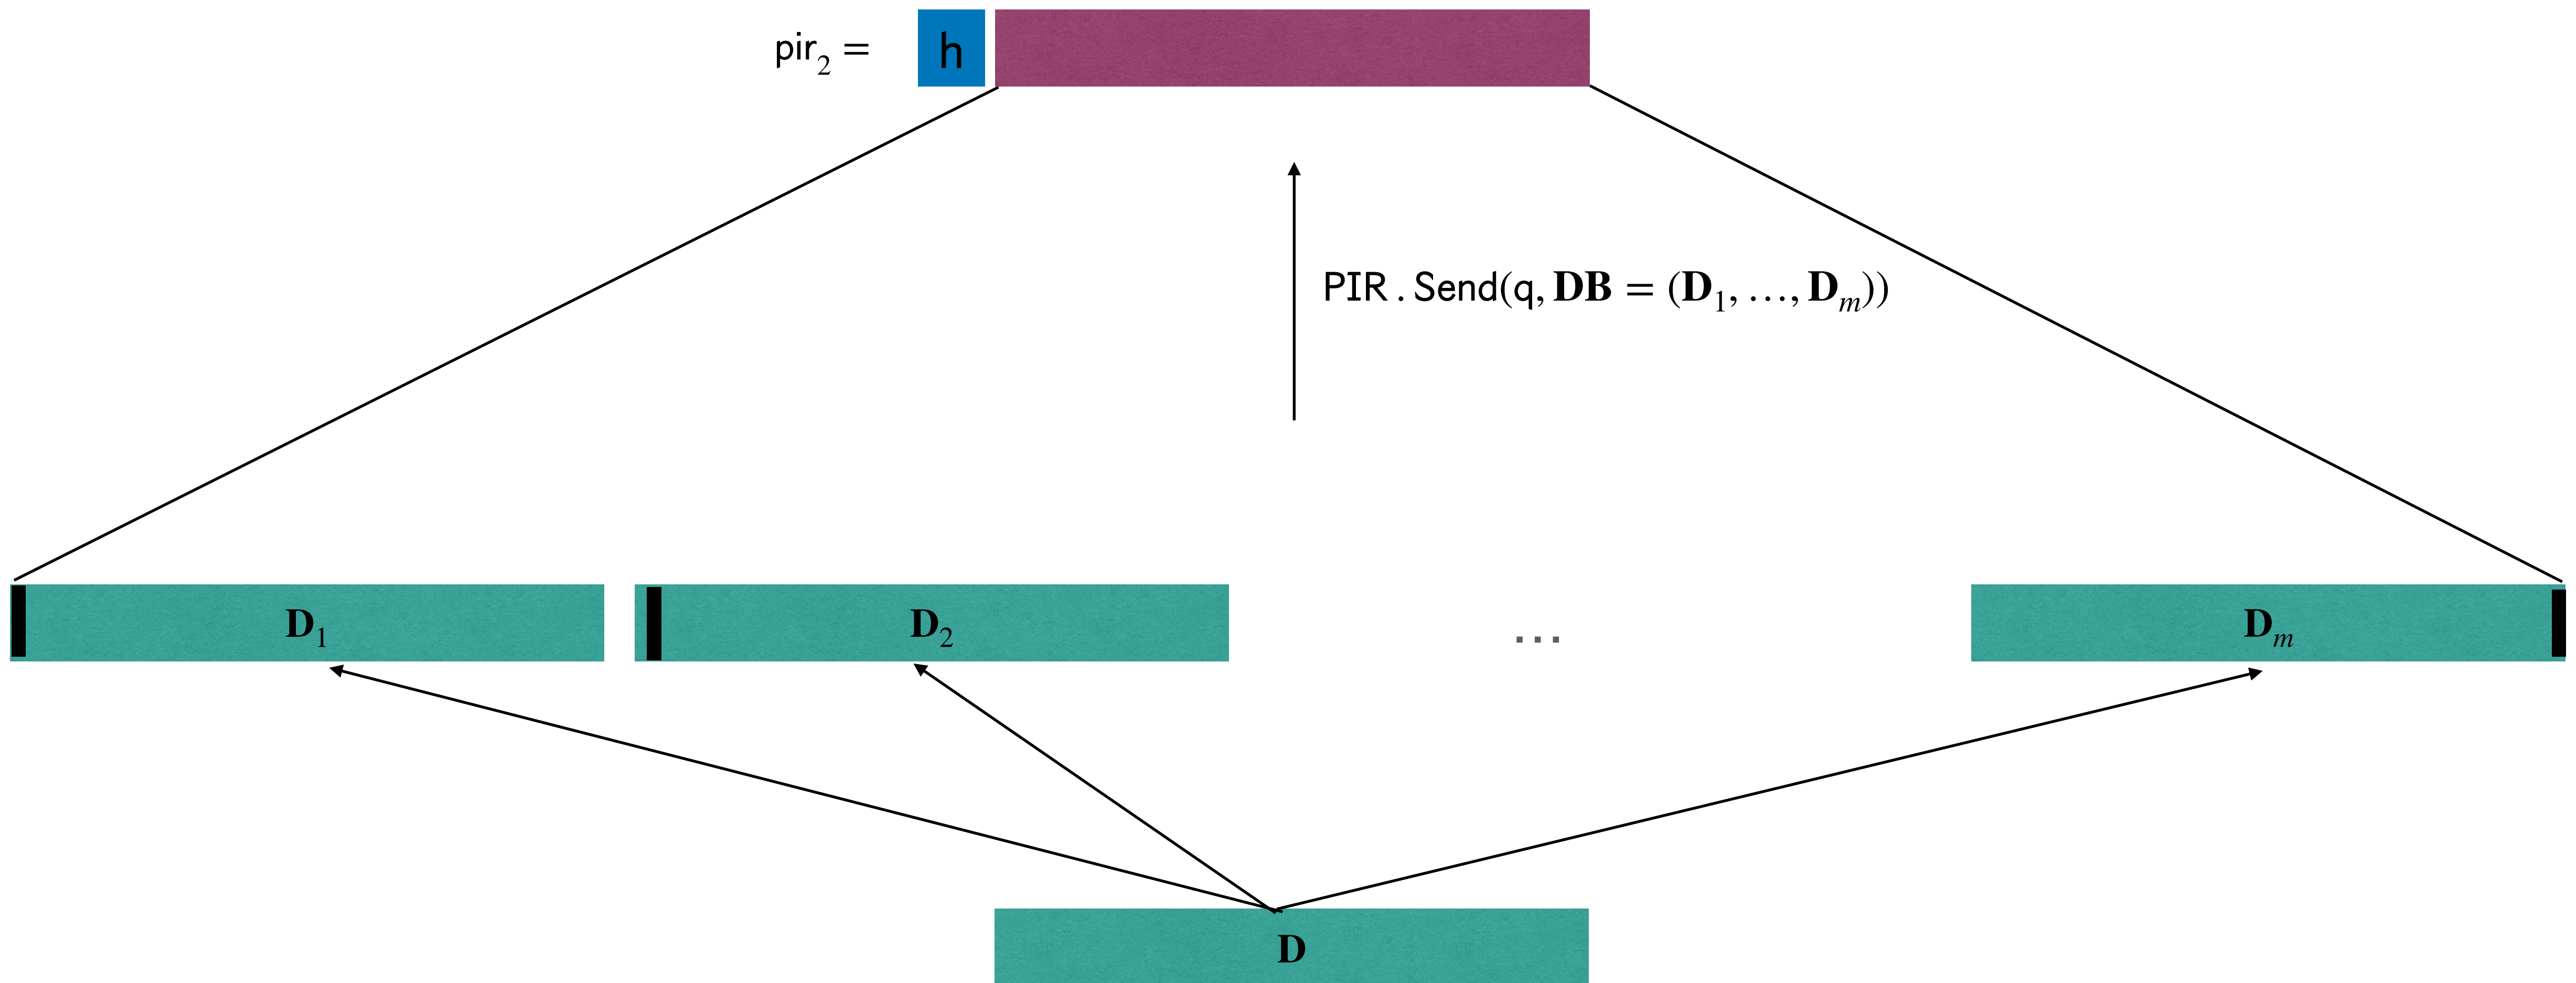 pir₂ = h
PIR.Send(q, DB = (D₁, …, Dₘ))
D₁ D₂ … Dₘ
D